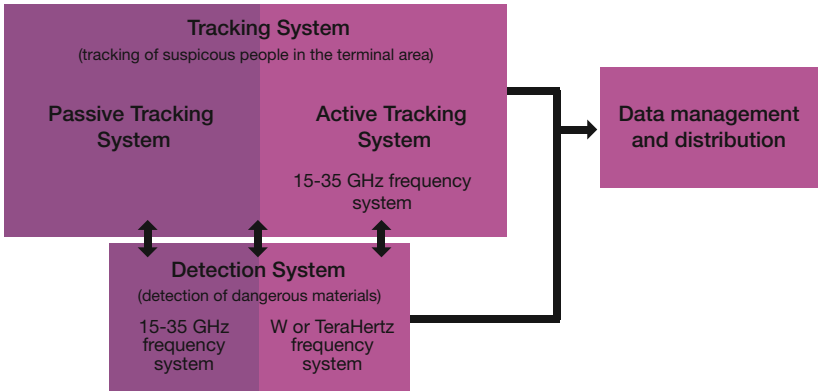 Tracking System
(tracking of suspicous people in the terminal area)
Passive Tracking
System
Active Tracking
System
15-35 GHz frequency
system
Data management
and distribution
Detection System
(detection of dangerous materials)
15-35 GHz
frequency
system
W or TeraHertz
frequency
system